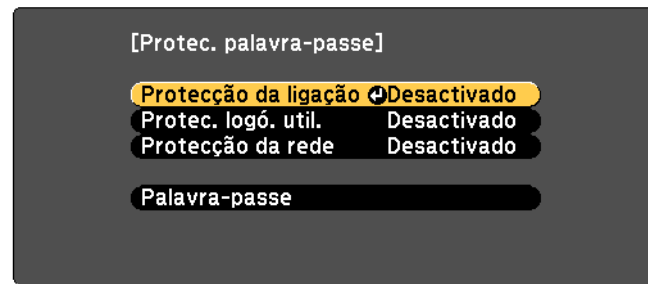 [Protec. palavra-passe]
Protecção da ligação Desactivado
Protec. logó. util. Desactivado
Protecção da rede Desactivado
Palavra-passe